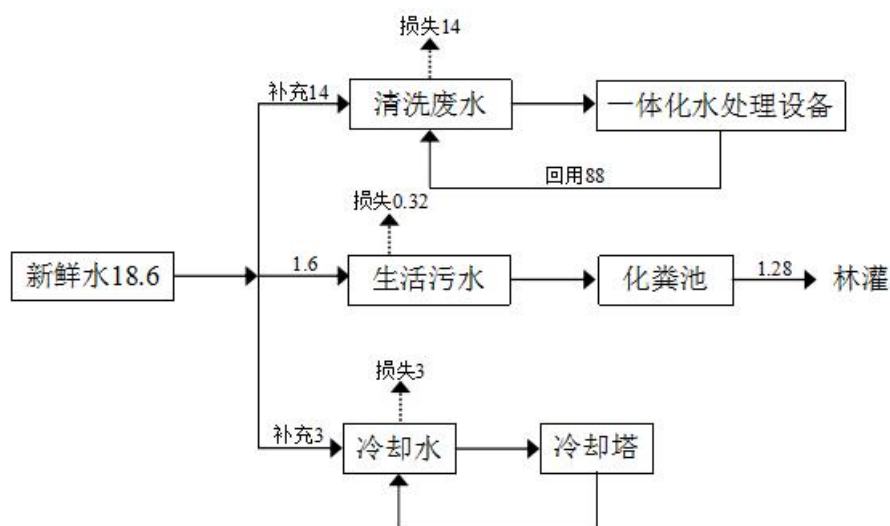 损失14
补充14
清洗废水
一体化水处理设备
回用88
损失0.32
新鲜水18.6
1.6
生活污水
化粪池
1.28
林灌
损失3
补充3
冷却水
冷却塔